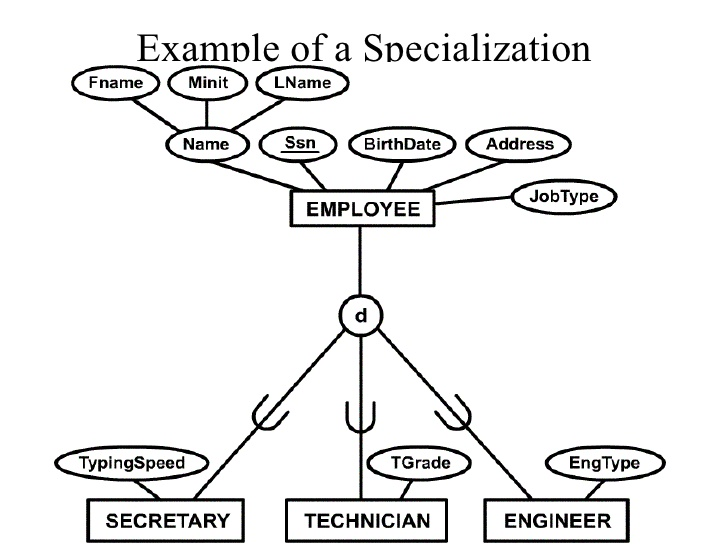 Example of a Specialization
Fname Minit LName
Name Ssn BirthDate Address
JobType
EMPLOYEE
d
TypingSpeed TGrade EngType
SECRETARY TECHNICIAN ENGINEER